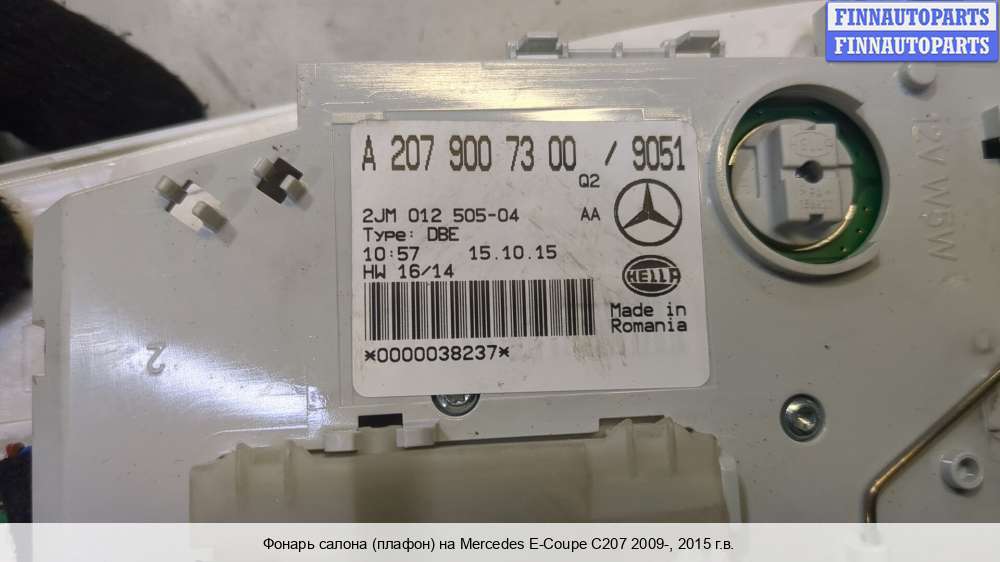 FINNAUTOPARTS
FINNAUTOPARTS
A 207 900 73 00 / 9051
Q2
2JM 012 505-04 AA
Type: DBE
10:57 15.10.15
HW 16/14
HELLA
Made in
Romania
*0000038237*
12V W5W
HELLA
2
Фонарь салона (плафон) на Mercedes E-Coupe C207 2009-, 2015 г.в.